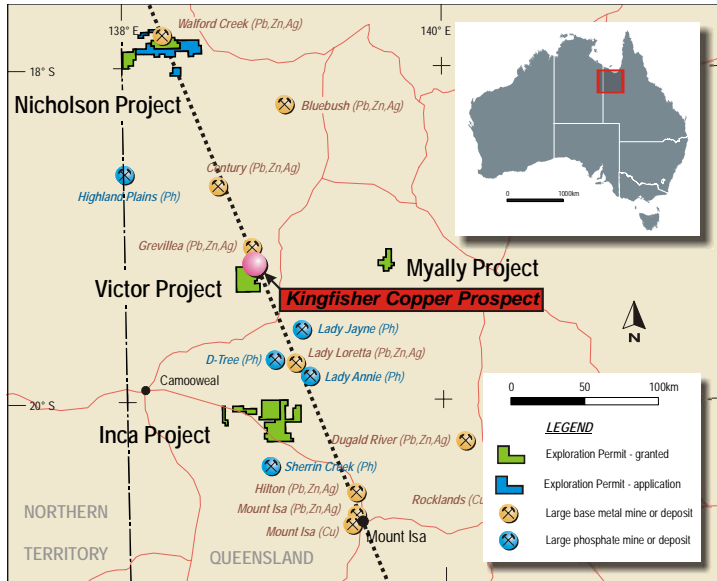 Walford Creek (Pb,Zn,Ag)
138° E
140° E
18° S
Nicholson Project
Bluebush (Pb,Zn,Ag)
0 1000km
Century (Pb,Zn,Ag)
Highland Plains (Ph)
Grevillea (Pb,Zn,Ag)
Myally Project
Victor Project
Kingfisher Copper Prospect
N
Lady Jayne (Ph)
D-Tree (Ph)
Lady Loretta (Pb,Zn,Ag)
Lady Annie (Ph)
Camooweal
20° S
Inca Project
Dugald River (Pb,Zn,Ag)
Sherrin Creek (Ph)
Hilton (Pb,Zn,Ag)
Rocklands (Cu
Mount Isa (Pb,Zn,Ag)
Mount Isa (Cu)
Mount Isa
NORTHERN
TERRITORY
QUEENSLAND
0 50 100km
LEGEND
Exploration Permit - granted
Exploration Permit - application
Large base metal mine or deposit
Large phosphate mine or deposit